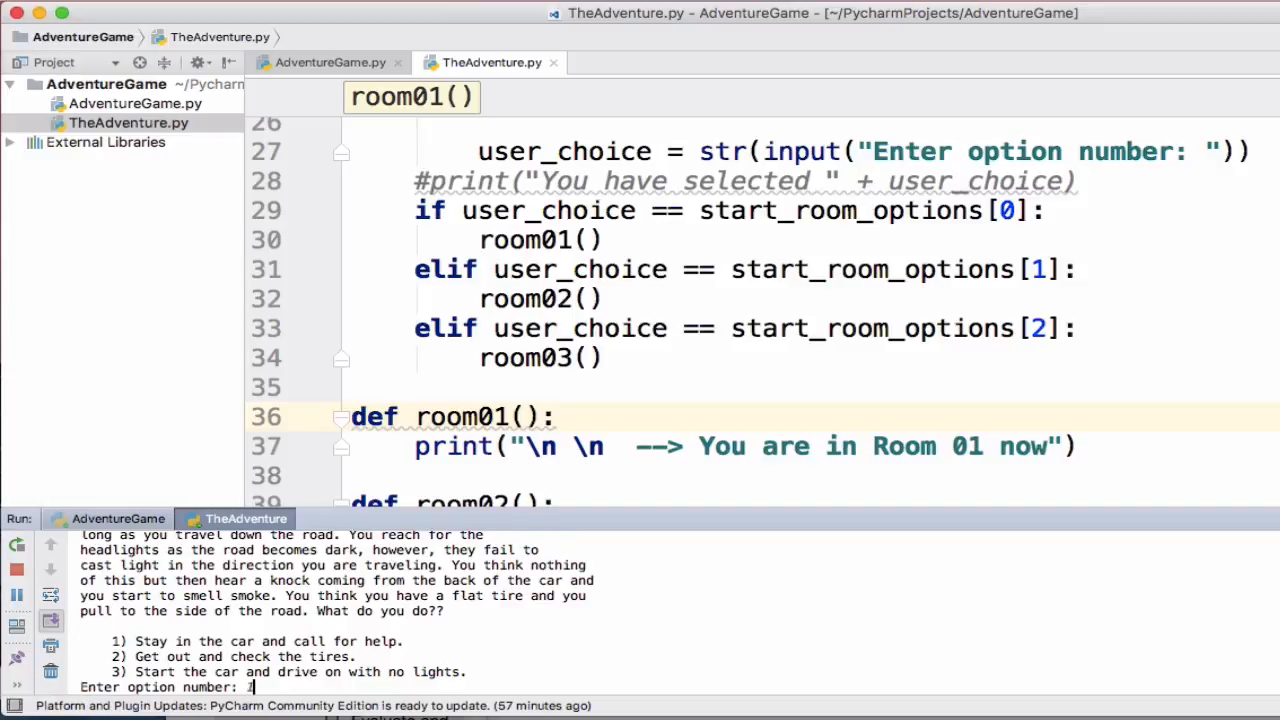 TheAdventure.py - AdventureGame - [~/PycharmProjects/AdventureGame]
AdventureGame TheAdventure.py
Project AdventureGame.py TheAdventure.py
AdventureGame ~/Pycharm
AdventureGame.py
TheAdventure.py
External Libraries
room01()
26
27 user_choice = str(input("Enter option number: "))
28 #print("You have selected " + user_choice)
29 if user_choice == start_room_options[0]:
30 room01()
31 elif user_choice == start_room_options[1]:
32 room02()
33 elif user_choice == start_room_options[2]:
34 room03()
35
36 def room01():
37 print("\n \n --> You are in Room 01 now")
38
39 def room02():
Run: AdventureGame TheAdventure
long as you travel down the road. You reach for the
headlights as the road becomes dark, however, they fail to
cast light in the direction you are traveling. You think nothing
of this but then hear a knock coming from the back of the car and
you start to smell smoke. You think you have a flat tire and you
pull to the side of the road. What do you do??
1) Stay in the car and call for help.
2) Get out and check the tires.
3) Start the car and drive on with no lights.
Enter option number:
Platform and Plugin Updates: PyCharm Community Edition is ready to update. (57 minutes ago)